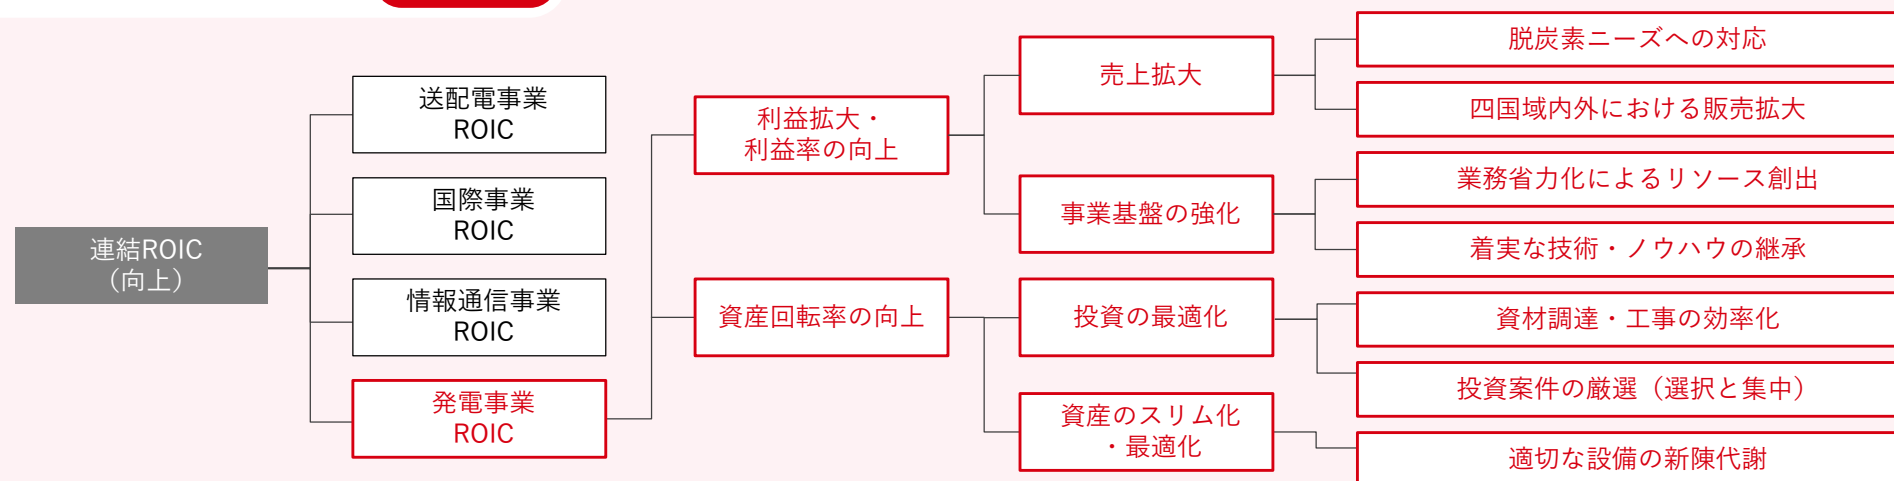 連結ROIC
（向上）
送配電事業
ROIC
国際事業
ROIC
情報通信事業
ROIC
発電事業
ROIC
利益拡大・
利益率の向上
資産回転率の向上
売上拡大
事業基盤の強化
投資の最適化
資産のスリム化
・最適化
脱炭素ニーズへの対応
四国域内外における販売拡大
業務省力化によるリソース創出
着実な技術・ノウハウの継承
資材調達・工事の効率化
投資案件の厳選（選択と集中）
適切な設備の新陳代謝